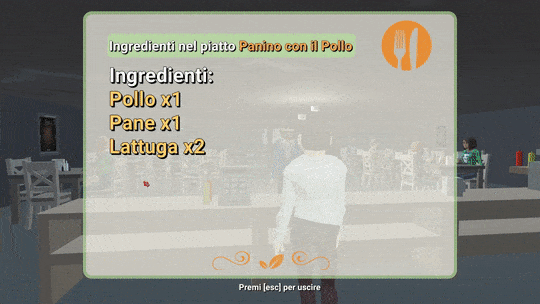 Ingredienti nel piatto Panino con il Pollo
Ingredienti:
Pollo x1
Pane x1
Lattuga x2
Premi [esc] per uscire